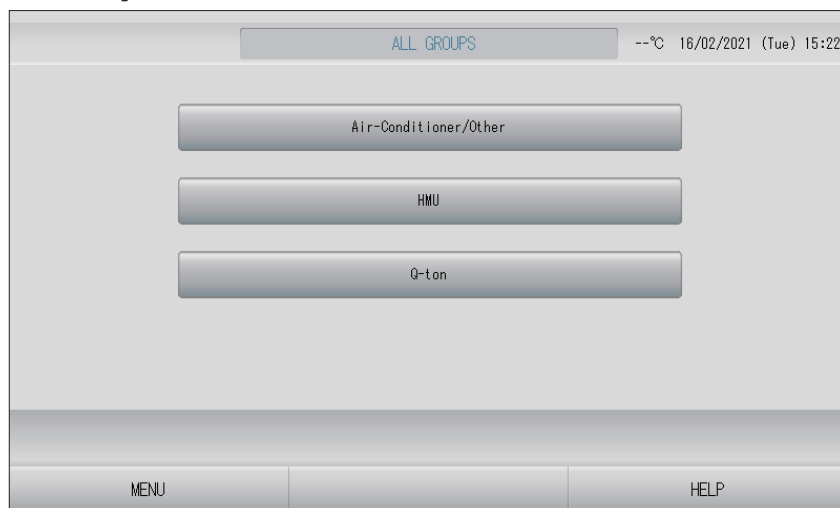 ALL GROUPS --℃ 16/02/2021 (Tue) 15:22
Air-Conditioner/Other
HMU
Q-ton
MENU HELP